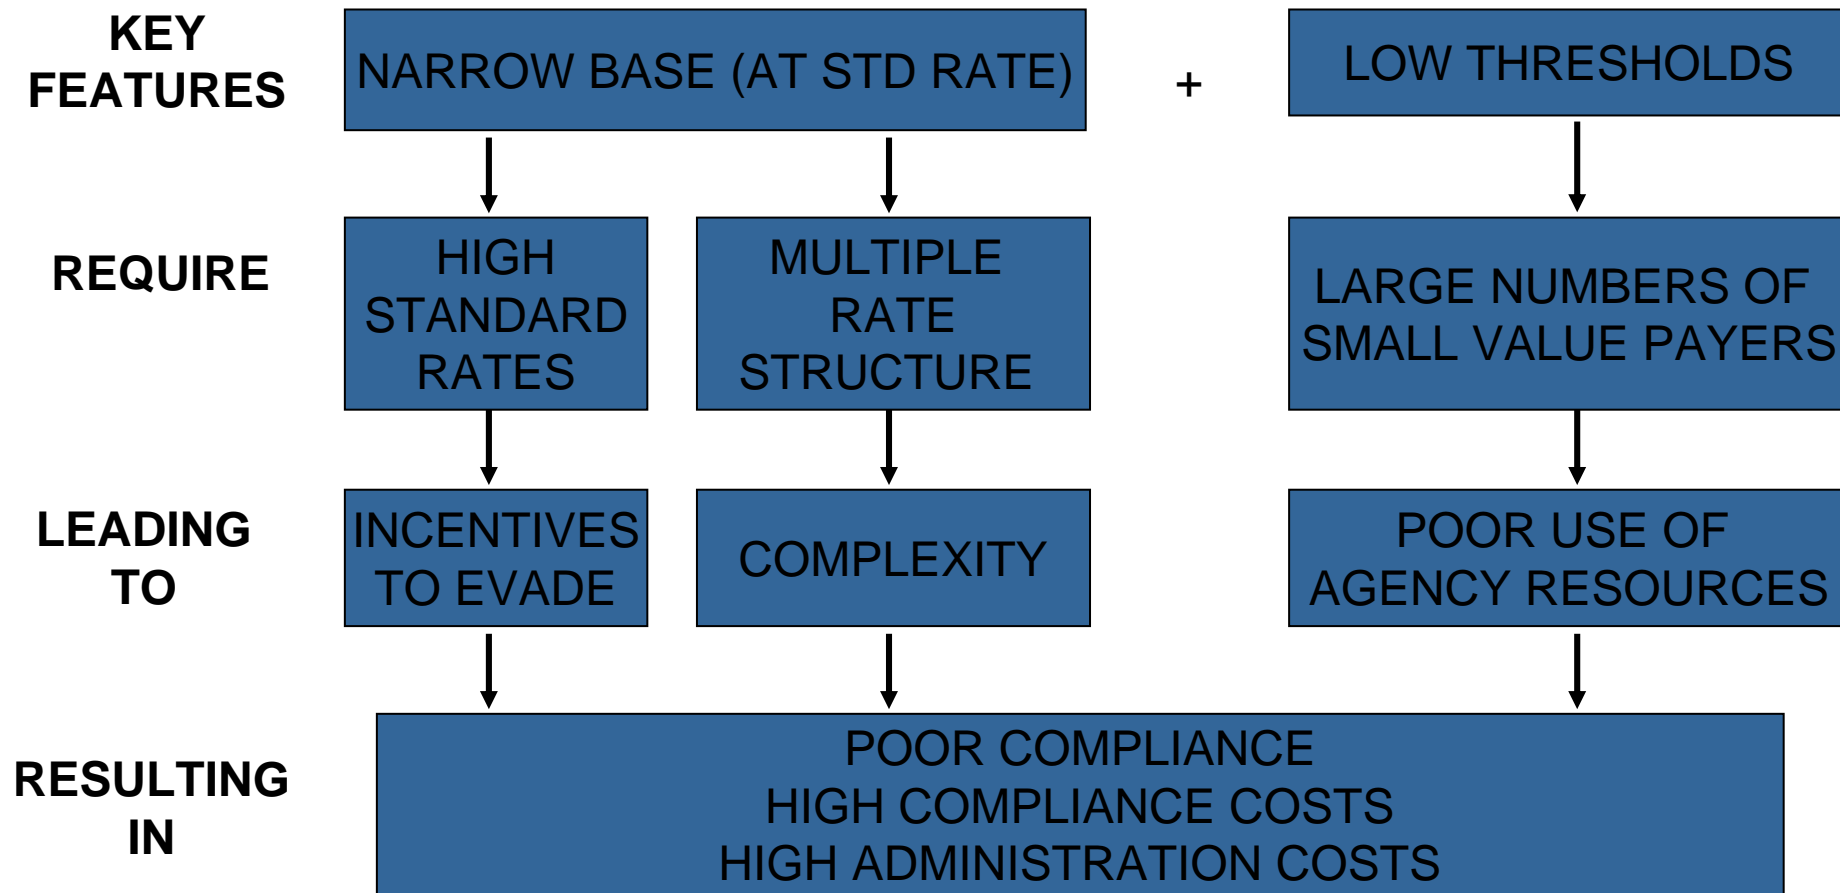 KEY
FEATURES
NARROW BASE (AT STD RATE)
+
LOW THRESHOLDS
REQUIRE
HIGH
STANDARD
RATES
MULTIPLE
RATE
STRUCTURE
LARGE NUMBERS OF
SMALL VALUE PAYERS
LEADING
TO
INCENTIVES
TO EVADE
COMPLEXITY
POOR USE OF
AGENCY RESOURCES
RESULTING
IN
POOR COMPLIANCE
HIGH COMPLIANCE COSTS
HIGH ADMINISTRATION COSTS